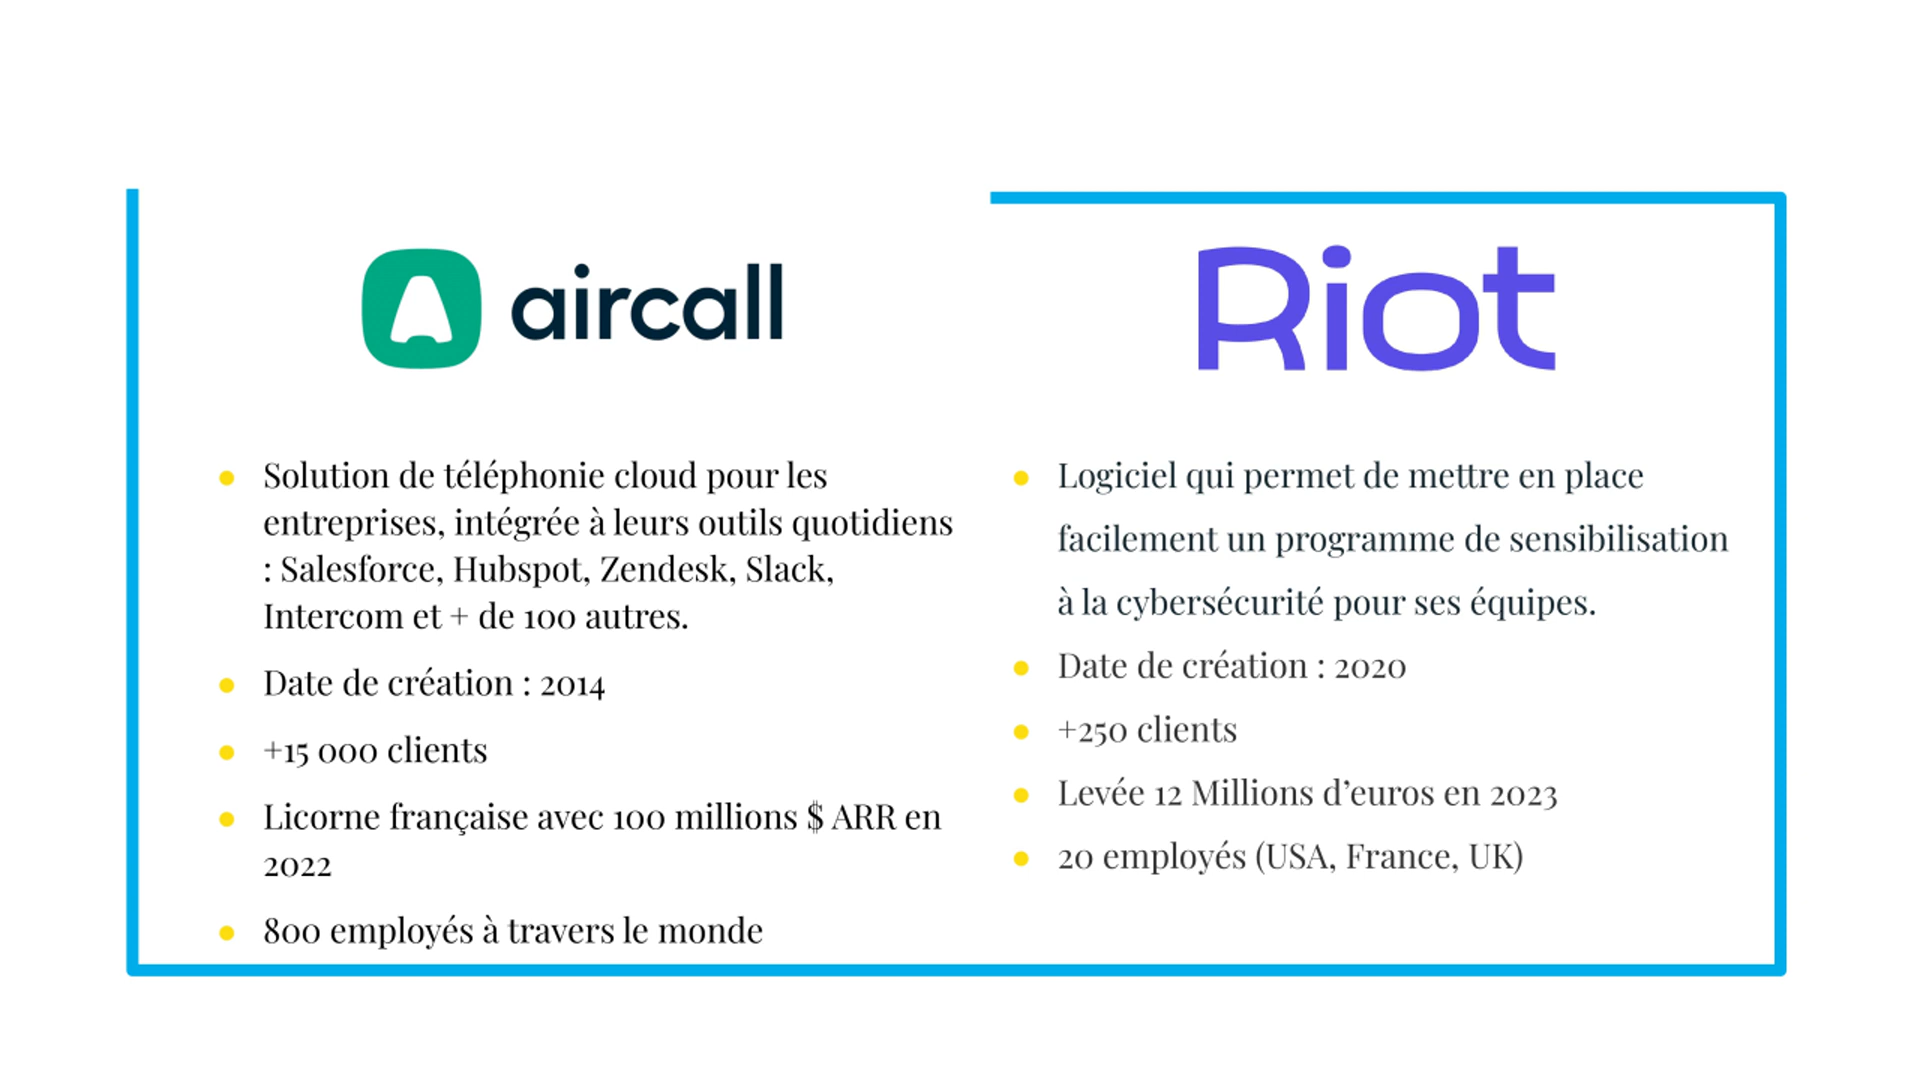 aircall
Solution de téléphonie cloud pour les
entreprises, intégrée à leurs outils quotidiens
: Salesforce, Hubspot, Zendesk, Slack,
Intercom et + de 100 autres.
Date de création : 2014
+15 000 clients
Licorne française avec 100 millions $ ARR en
2022
800 employés à travers le monde
Riot
Logiciel qui permet de mettre en place
facilement un programme de sensibilisation
à la cybersécurité pour ses équipes.
Date de création : 2020
+250 clients
Levée 12 Millions d’euros en 2023
20 employés (USA, France, UK)